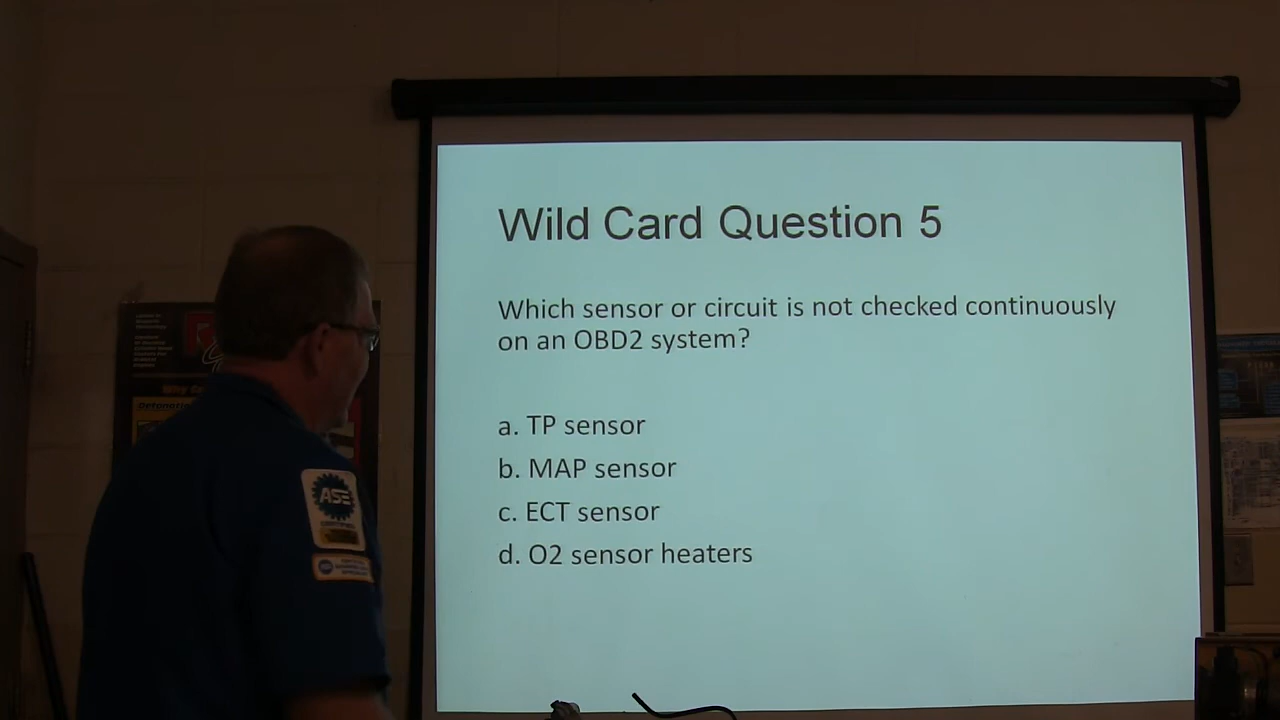 Wild Card Question 5
Which sensor or circuit is not checked continuously
on an OBD2 system?
a. TP sensor
b. MAP sensor
c. ECT sensor
d. O2 sensor heaters
ASE
CERTIFIED